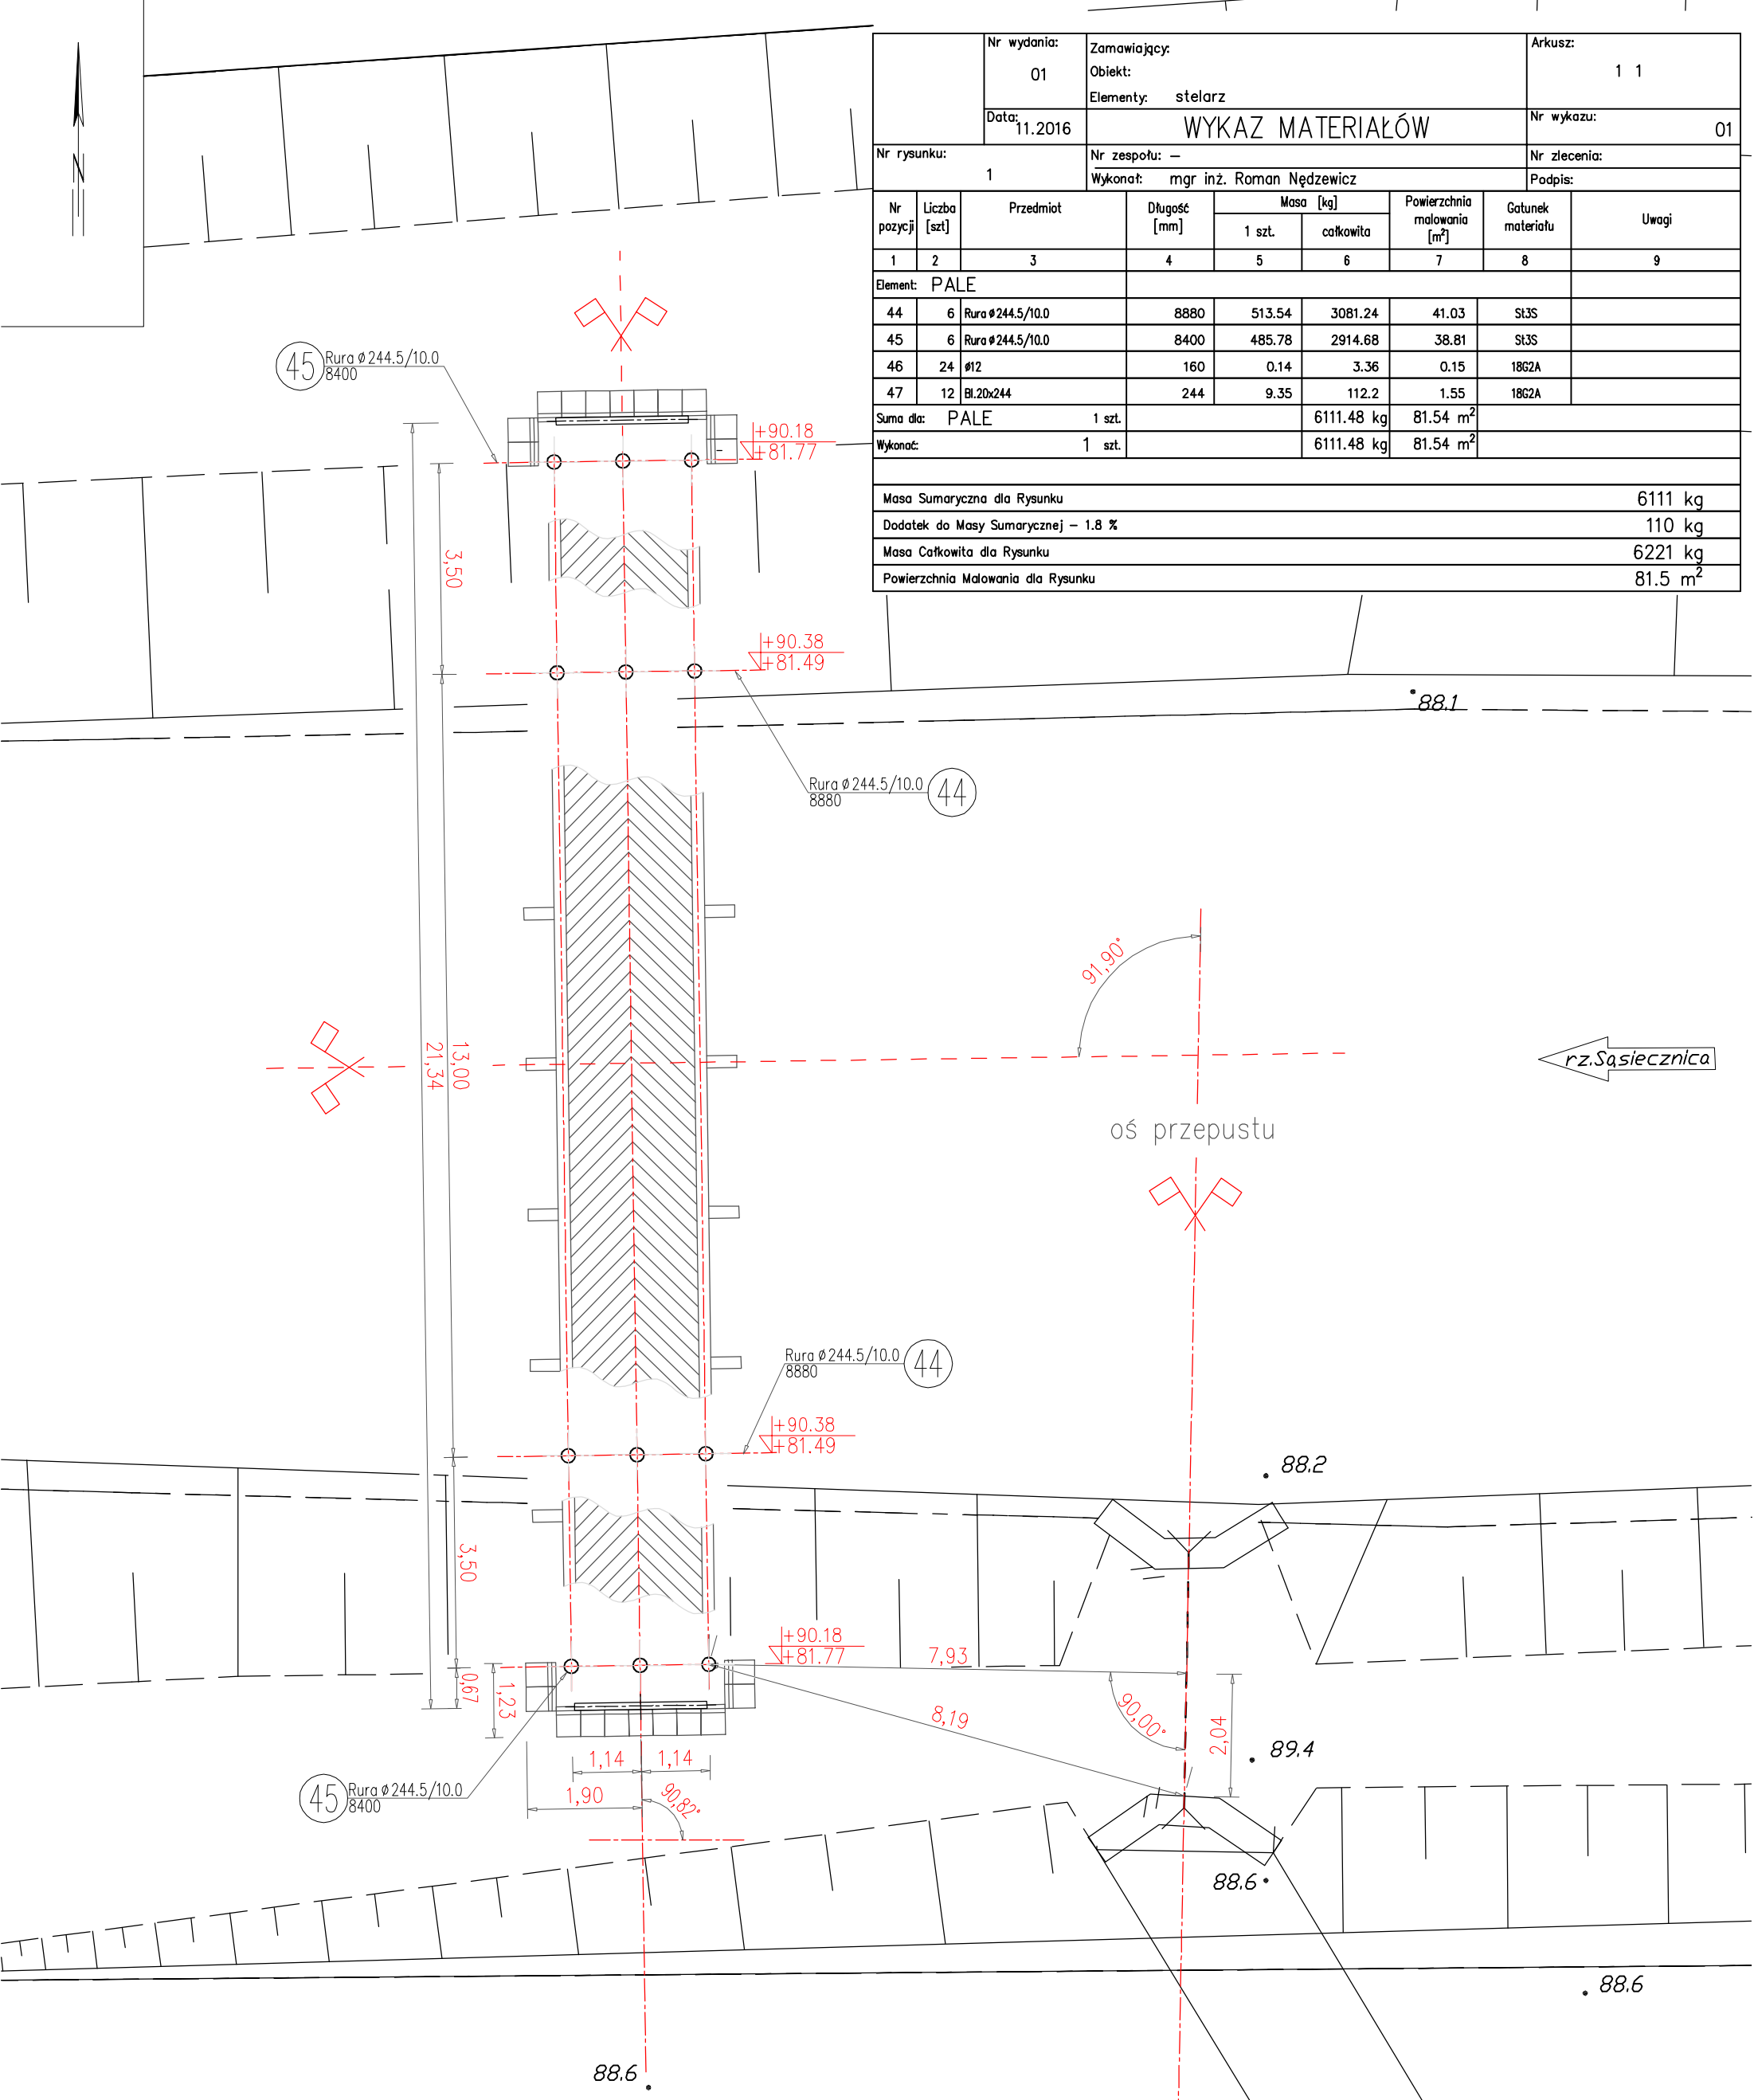 N
Nr wydania:
01
Zamawiający:
Obiekt:
Elementy: stelarz
Arkusz:
1 1
Data:
11.2016
WYKAZ MATERIAŁÓW
Nr wykazu:
01
Nr rysunku:
1
Nr zespołu: –
Nr zlecenia:
Wykonał: mgr inż. Roman Nędzewicz
Podpis:
Nr pozycji Liczba [szt] Przedmiot Długość [mm] Masa [kg] 1 szt. całkowita Powierzchnia malowania [m²] Gatunek materiału Uwagi
1 2 3 4 5 6 7 8 9
Element: PALE
44 6 Rura ø244.5/10.0 8880 513.54 3081.24 41.03 St3S
45 6 Rura ø244.5/10.0 8400 485.78 2914.68 38.81 St3S
46 24 ø12 160 0.14 3.36 0.15 18G2A
47 12 Bl.20x244 244 9.35 112.2 1.55 18G2A
Suma dla: PALE 1 szt. 6111.48 kg 81.54 m²
Wykonać: 1 szt. 6111.48 kg 81.54 m²
Masa Sumaryczna dla Rysunku 6111 kg
Dodatek do Masy Sumarycznej – 1.8 % 110 kg
Masa Całkowita dla Rysunku 6221 kg
Powierzchnia Malowania dla Rysunku 81.5 m²
45 Rura ø244.5/10.0
8400
+90.18
+81.77
3,50
+90.38
+81.49
88.1
Rura ø244.5/10.0 44
8880
91,90°
13,00
21,34
rz.Sąsiecznica
oś przepustu
Rura ø244.5/10.0 44
8880
+90.38
+81.49
88.2
3,50
+90.18
+81.77
7,93
0,67
1,23
8,19
90,00°
2,04
89.4
1,14 1,14
1,90
90,82°
45 Rura ø244.5/10.0
8400
88.6
88.6
88.6